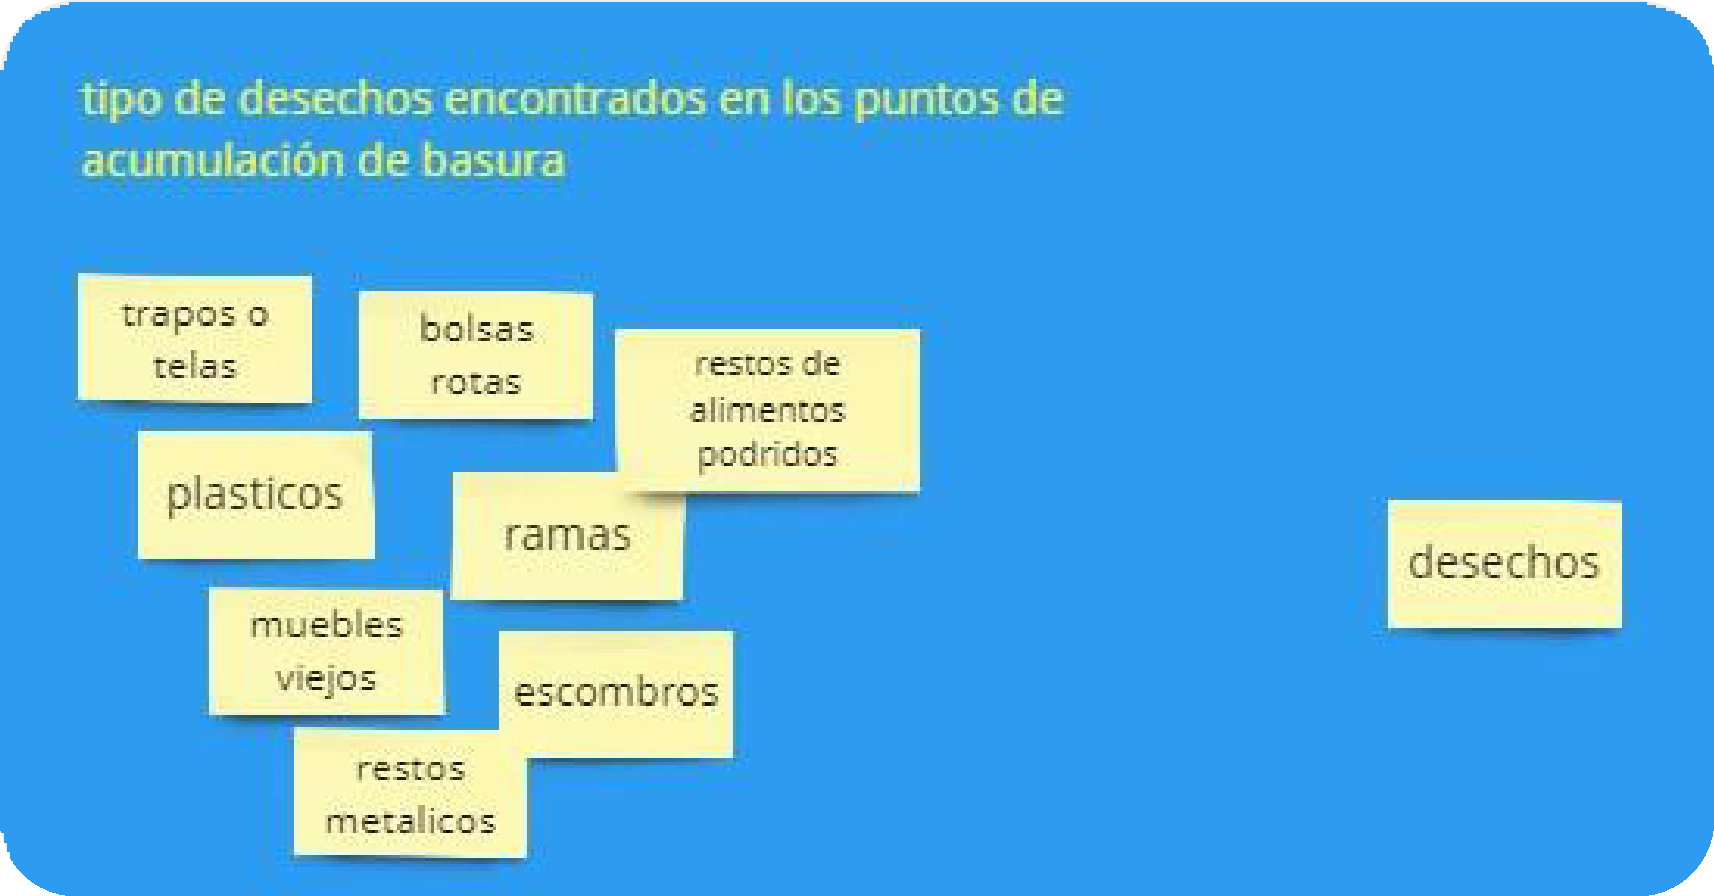 tipo de desechos encontrados en los puntos de
acumulación de basura
trapos o
telas
bolsas
rotas
restos de
alimentos
podridos
plasticos
ramas
desechos
muebles
viejos
escombros
restos
metalicos